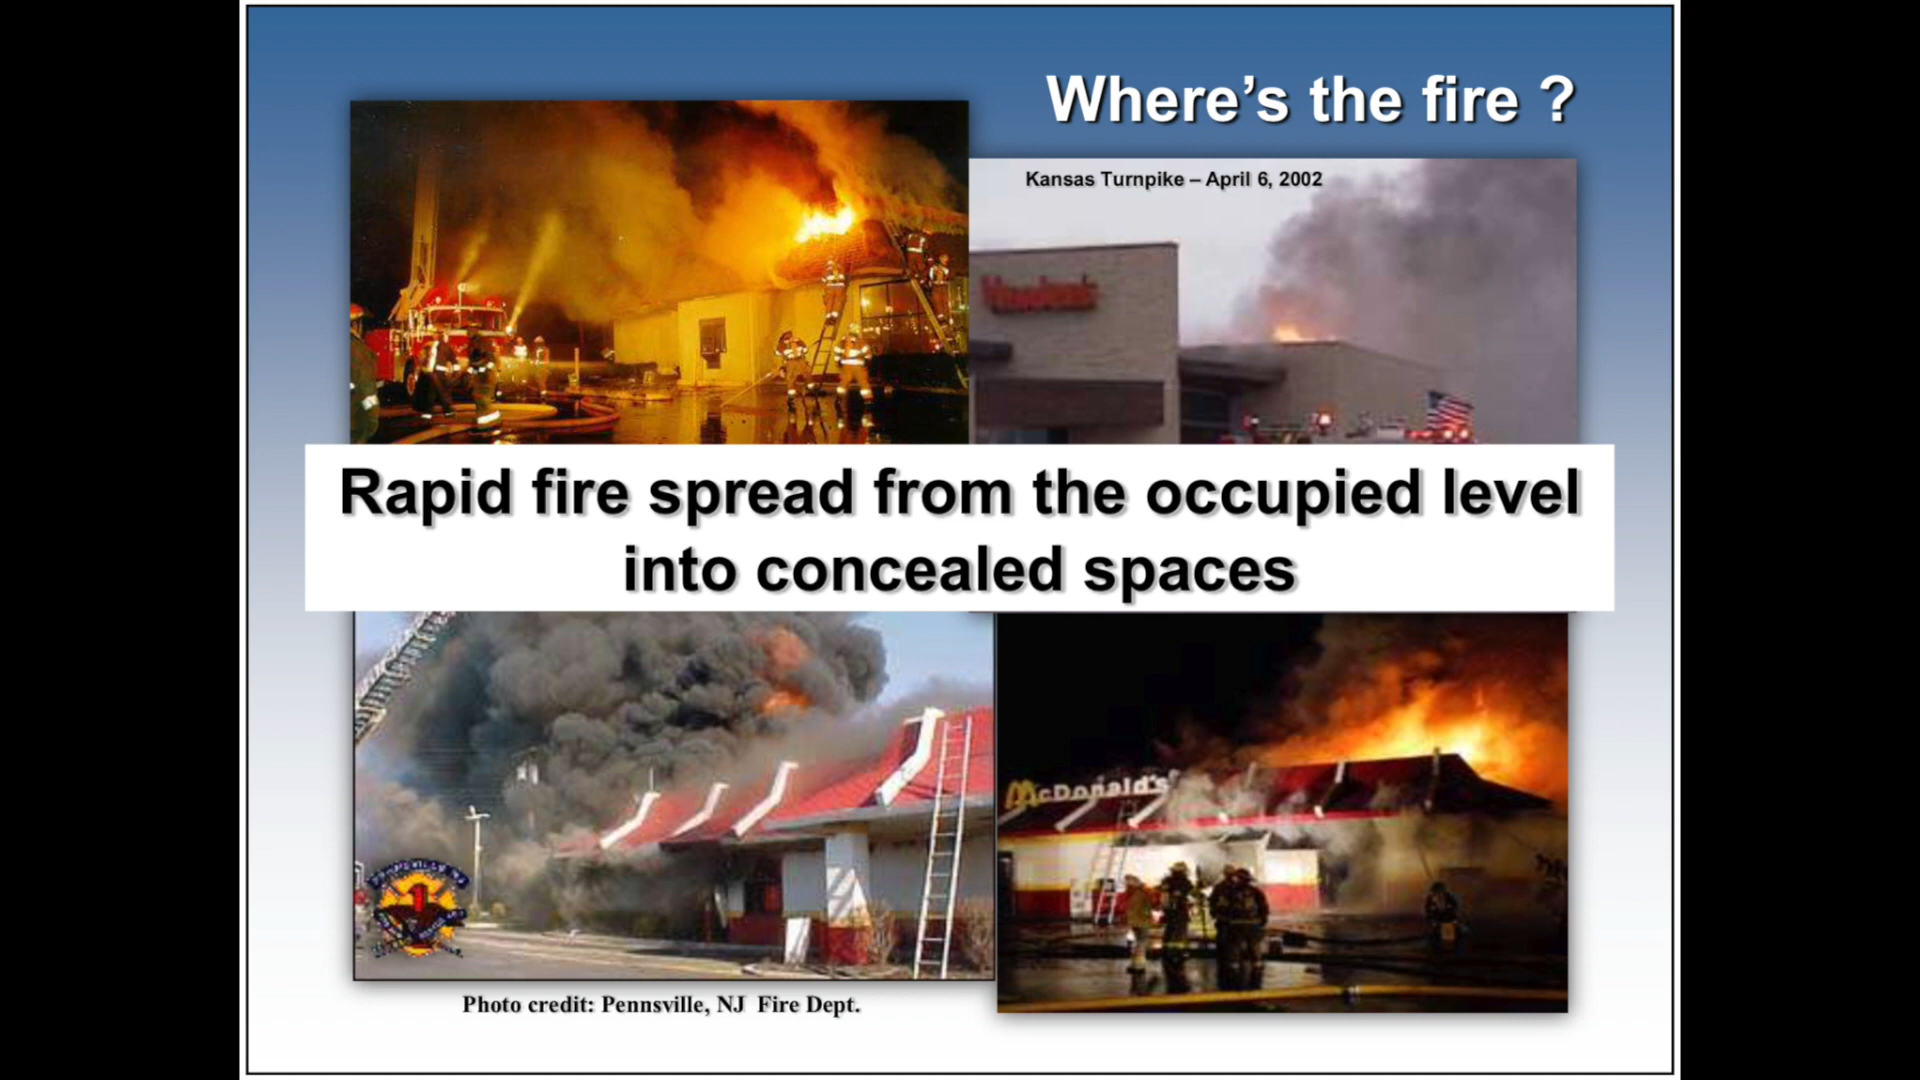 Where's the fire ?
Kansas Turnpike – April 6, 2002
Rapid fire spread from the occupied level
into concealed spaces
McDonald's
1
Photo credit: Pennsville, NJ Fire Dept.